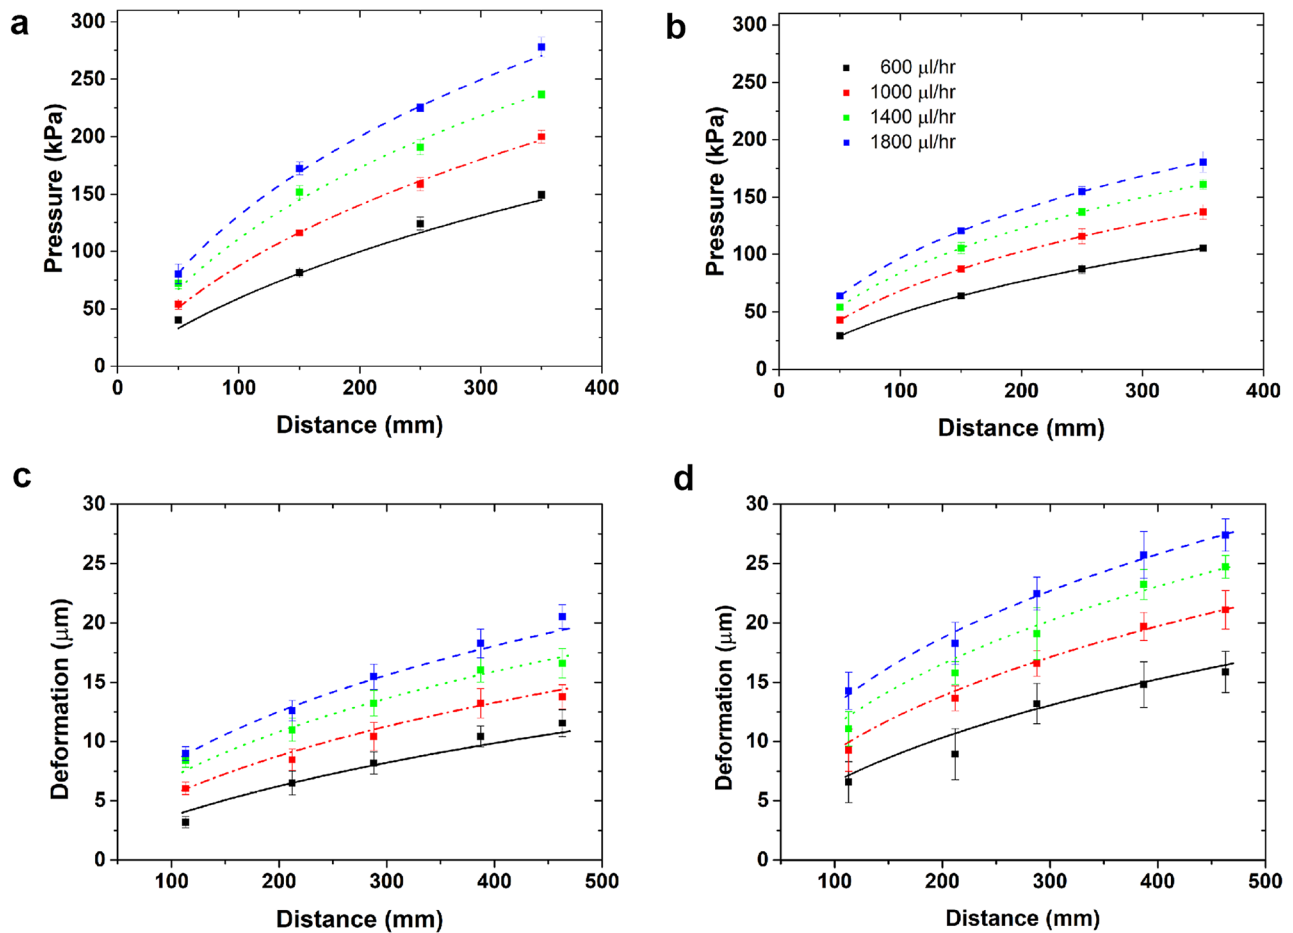 a
300
250
200
150
100
50
0
Pressure (kPa)
0 100 200 300 400
Distance (mm)
b
300
250
200
150
100
50
0
Pressure (kPa)
600 μl/hr
1000 μl/hr
1400 μl/hr
1800 μl/hr
0 100 200 300 400
Distance (mm)
c
30
25
20
15
10
5
0
Deformation (μm)
100 200 300 400 500
Distance (mm)
d
30
25
20
15
10
5
0
Deformation (μm)
100 200 300 400 500
Distance (mm)